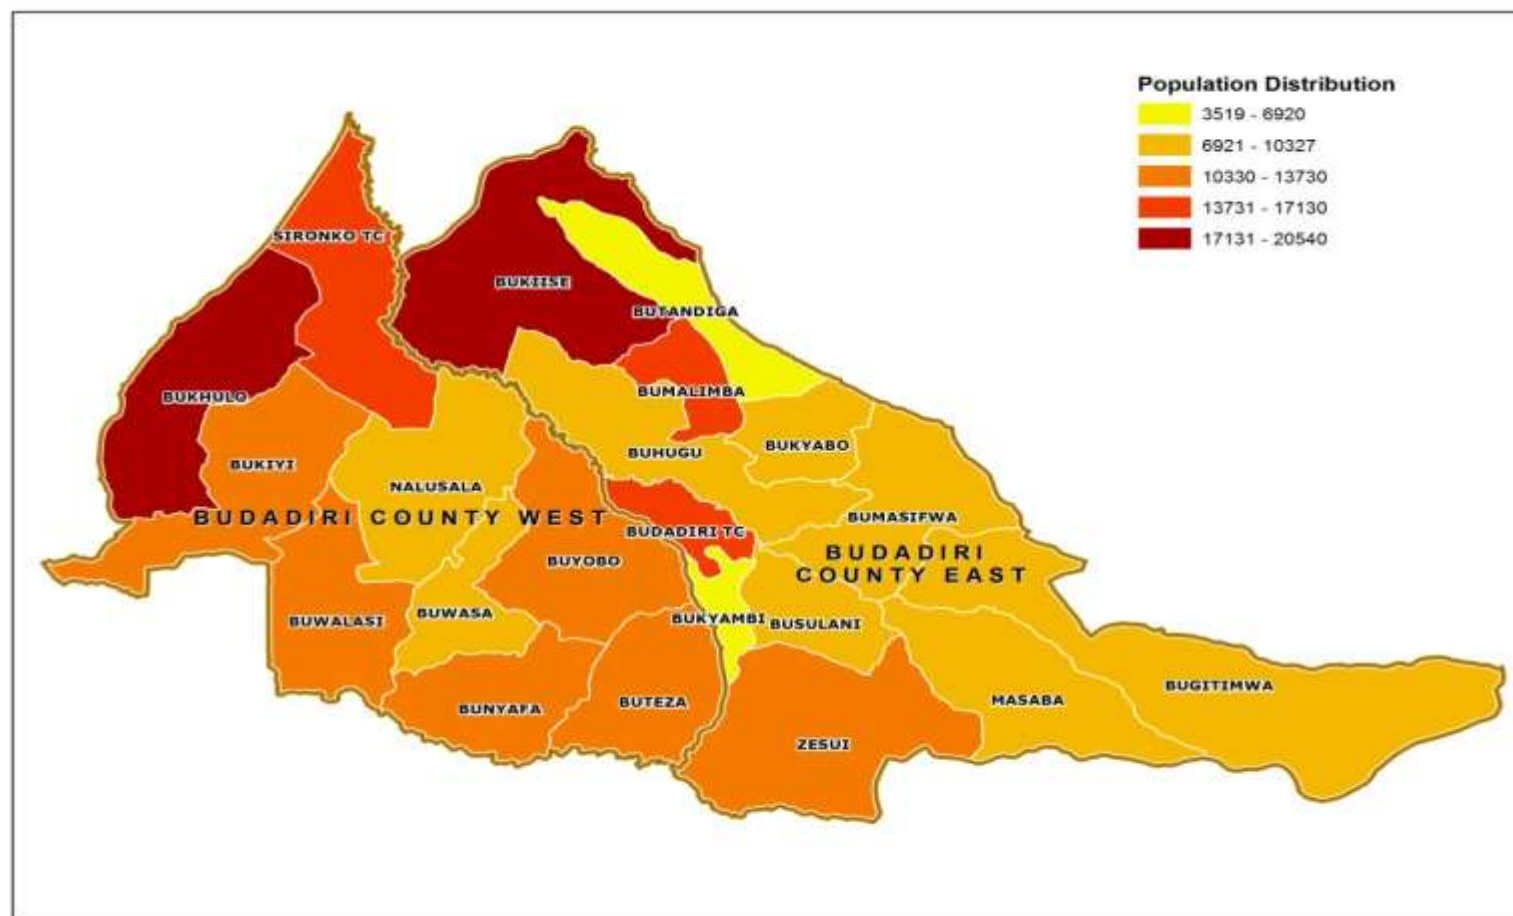 Population Distribution
3519 - 6920
6921 - 10327
10330 - 13730
13731 - 17130
17131 - 20540
SIRONKO TC
BUKIISE
BUTANDIGA
BUKHULO
BUMALIMBA
BUKYABO
BUHUGU
BUKIYI
NALUSALA
BUDADIRI COUNTY WEST
BUMASIFWA
BUDADIRI TC
BUDADIRI
COUNTY EAST
BUYOBO
BUWASA
BUWALASI
BUKYAMBI
BUSULANI
BUGITIMWA
MASABA
BUTEZA
BUNYAFA
ZESUI